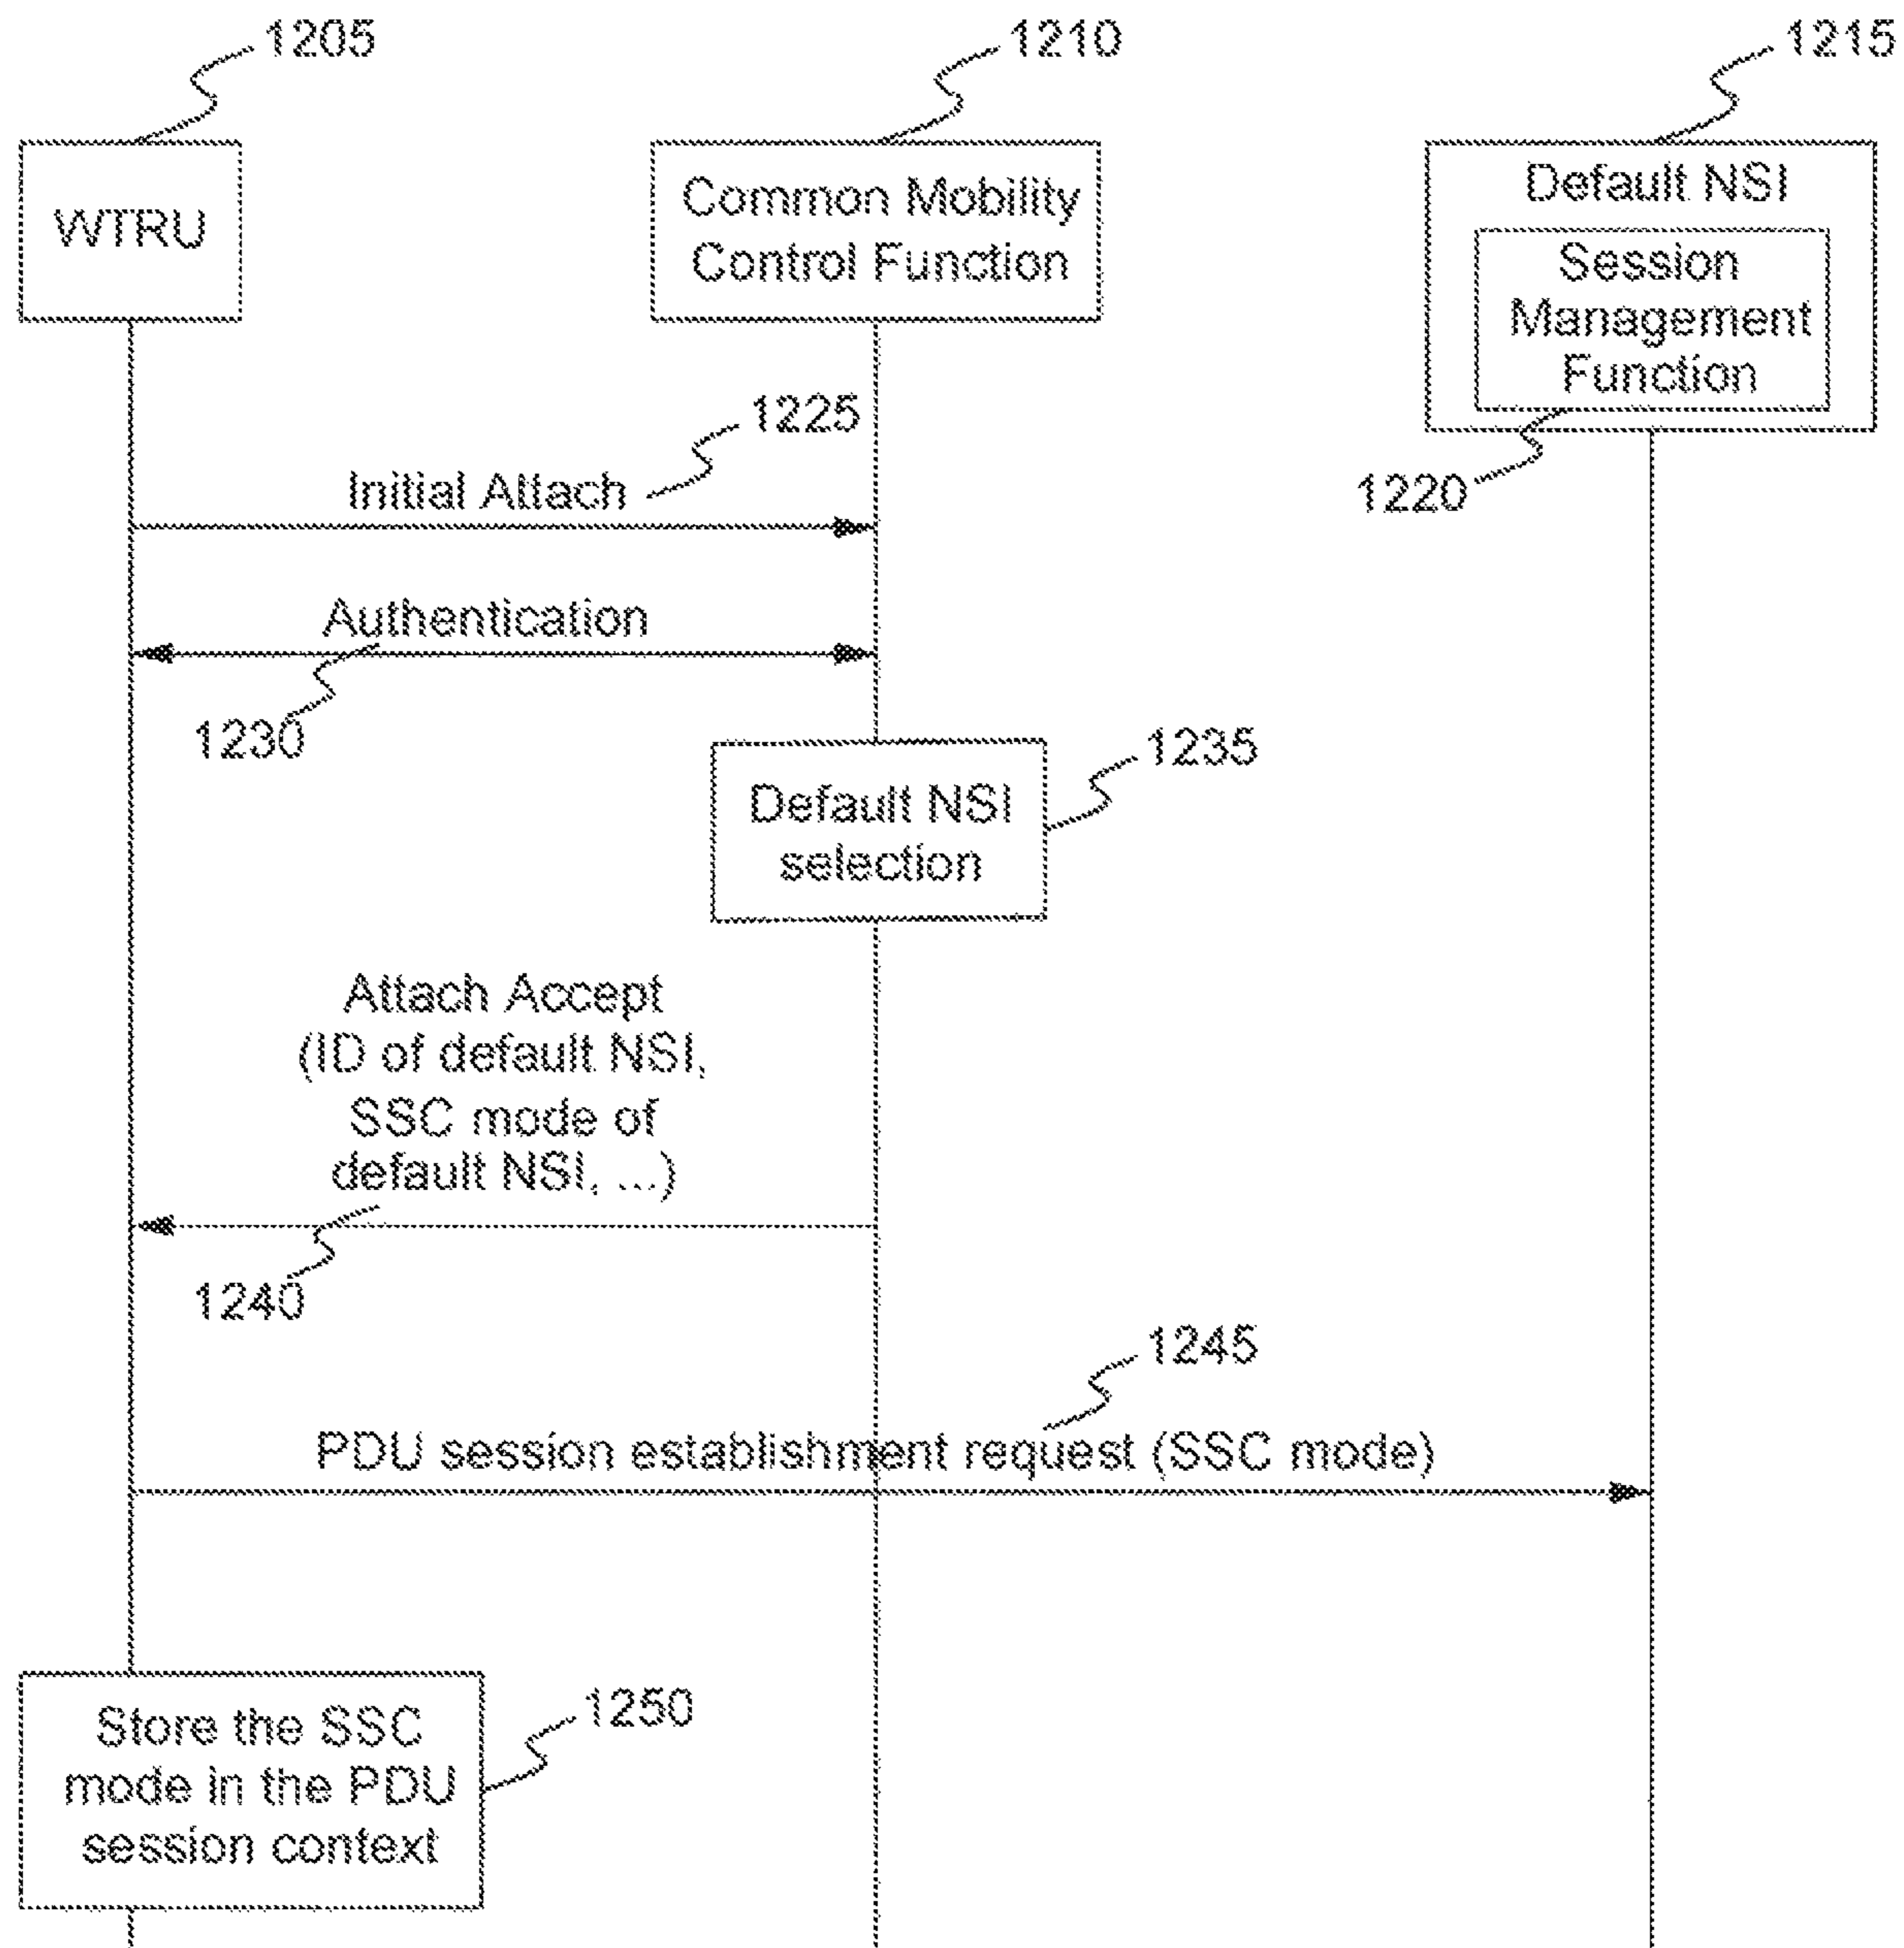 1205
1210
1215
WTRU
Common Mobility
Control Function
Default NSI
Session
Management
Function
1220
1225
Initial Attach
Authentication
1230
1235
Default NSI
selection
Attach Accept
(ID of default NSI,
SSC mode of
default NSI, ...)
1240
1245
PDU session establishment request (SSC mode)
1250
Store the SSC
mode in the PDU
session context